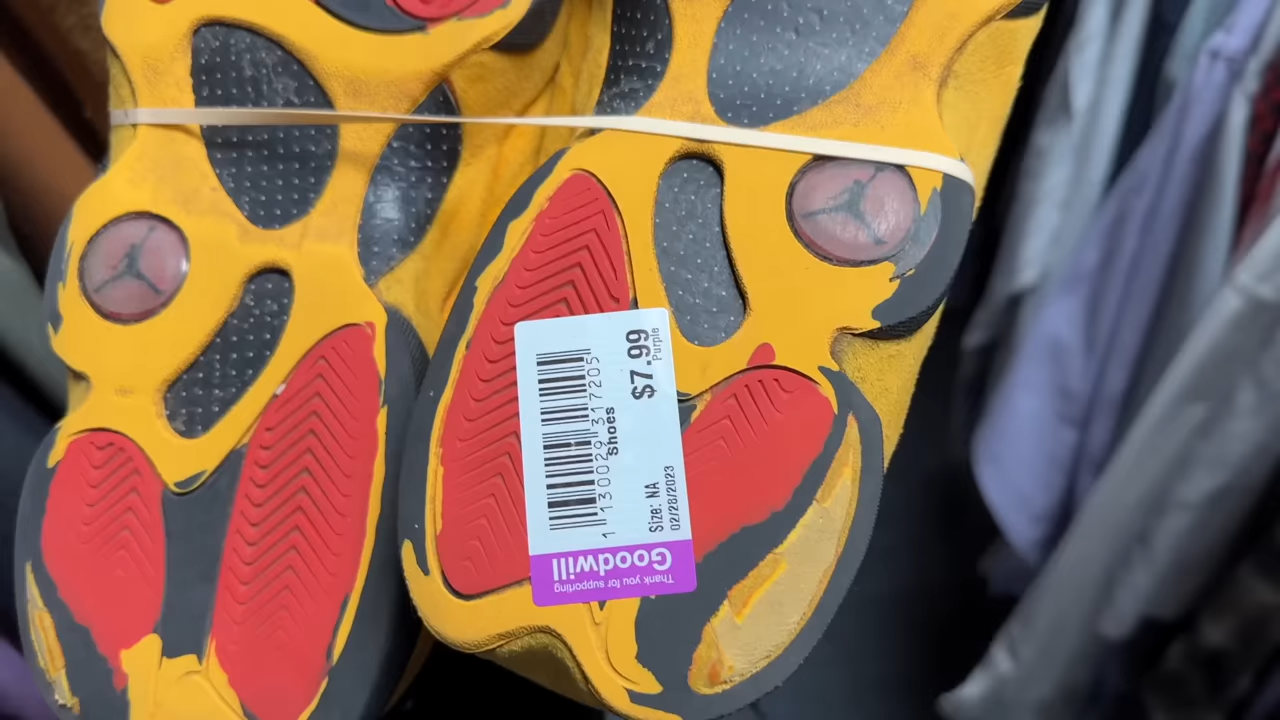 $7.99
Purple
Shoes
1 130029 317205
Size: NA
02/28/2023
Thank you for supporting
Goodwill